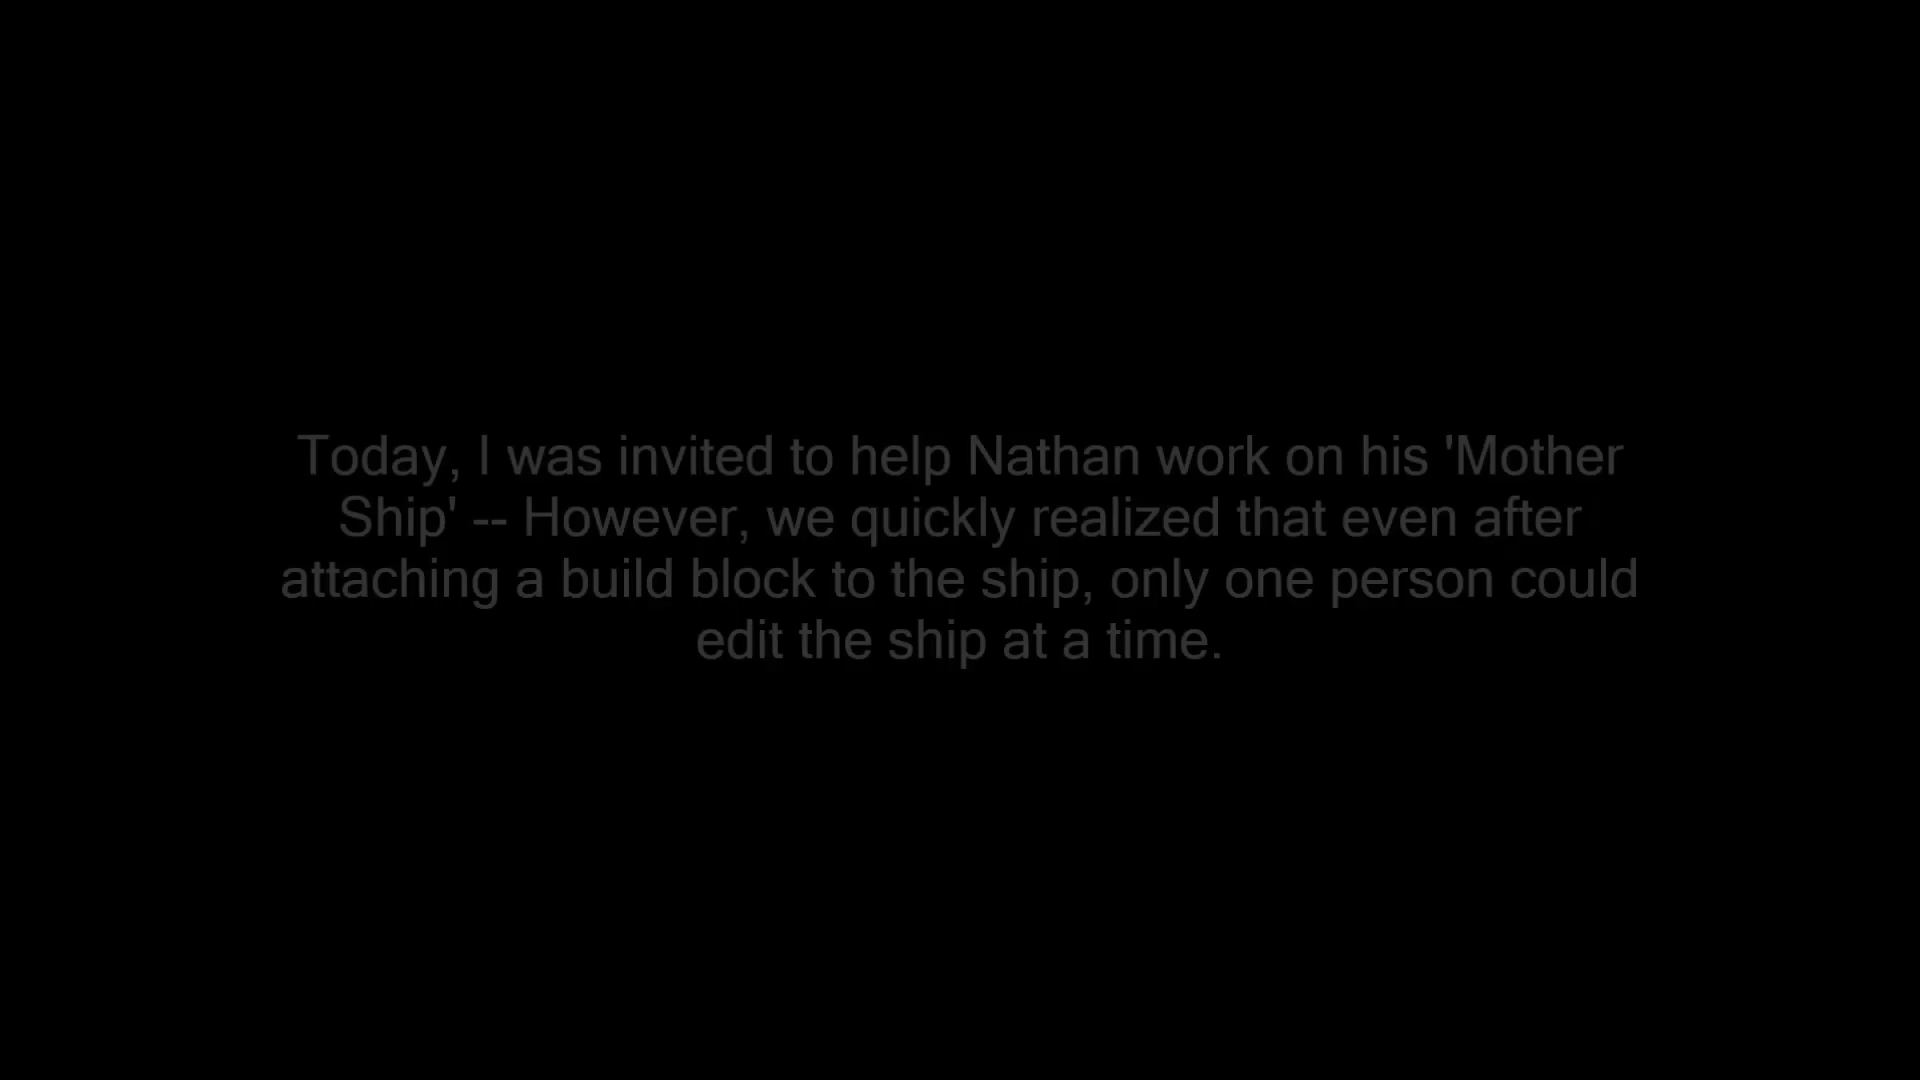 Today, I was invited to help Nathan work on his 'Mother
Ship' -- However, we quickly realized that even after
attaching a build block to the ship, only one person could
edit the ship at a time.